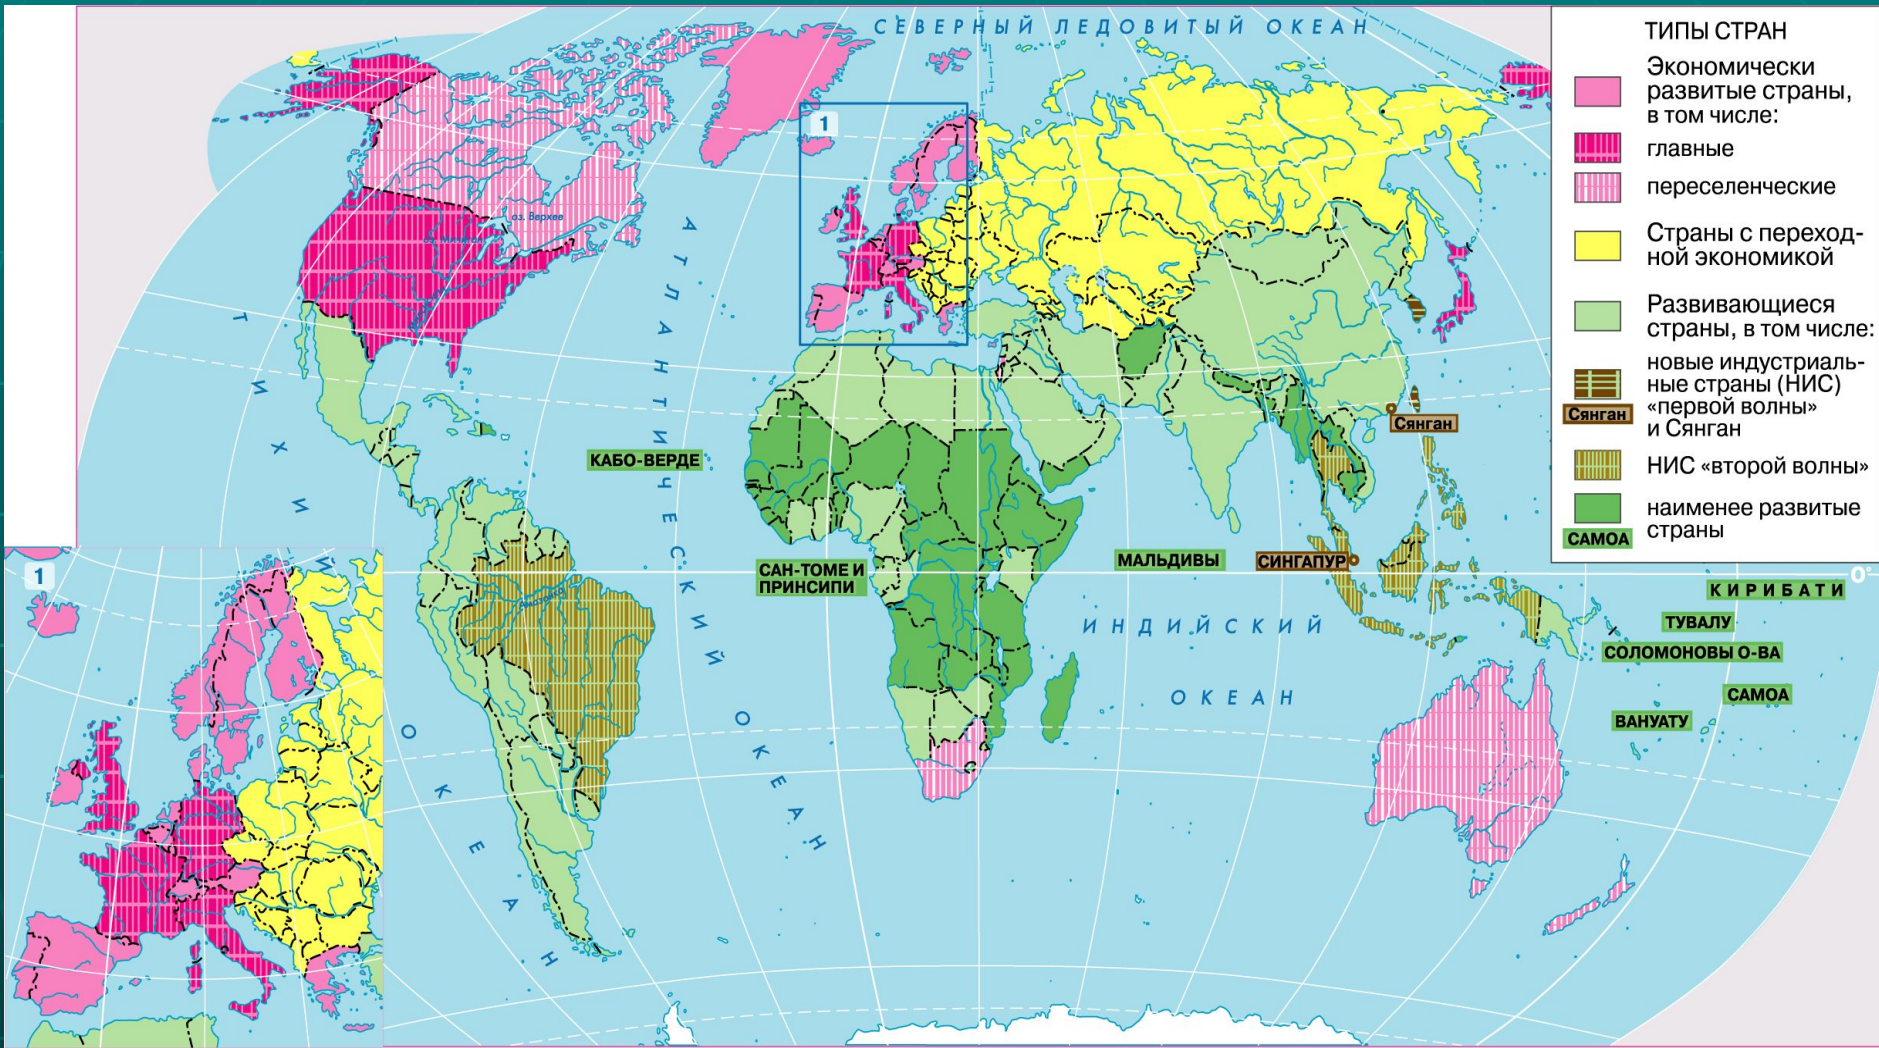 СЕВЕРНЫЙ ЛЕДОВИТЫЙ ОКЕАН
1
оз. Верхнее
АТЛАНТИЧЕСКИЙ ОКЕАН
ТИХИЙ ОКЕАН
КАБО-ВЕРДЕ
САН-ТОМЕ И
ПРИНСИПИ
Амазонка
МАЛЬДИВЫ
СИНГАПУР
Сянган
ИНДИЙСКИЙ
ОКЕАН
КИРИБАТИ
ТУВАЛУ
СОЛОМОНОВЫ О-ВА
САМОА
ВАНУАТУ
0°
1
ТИПЫ СТРАН
Экономически
развитые страны,
в том числе:
главные
переселенческие
Страны с переход-
ной экономикой
Развивающиеся
страны, в том числе:
новые индустриаль-
ные страны (НИС)
«первой волны»
и Сянган
Сянган
НИС «второй волны»
наименее развитые
страны
САМОА